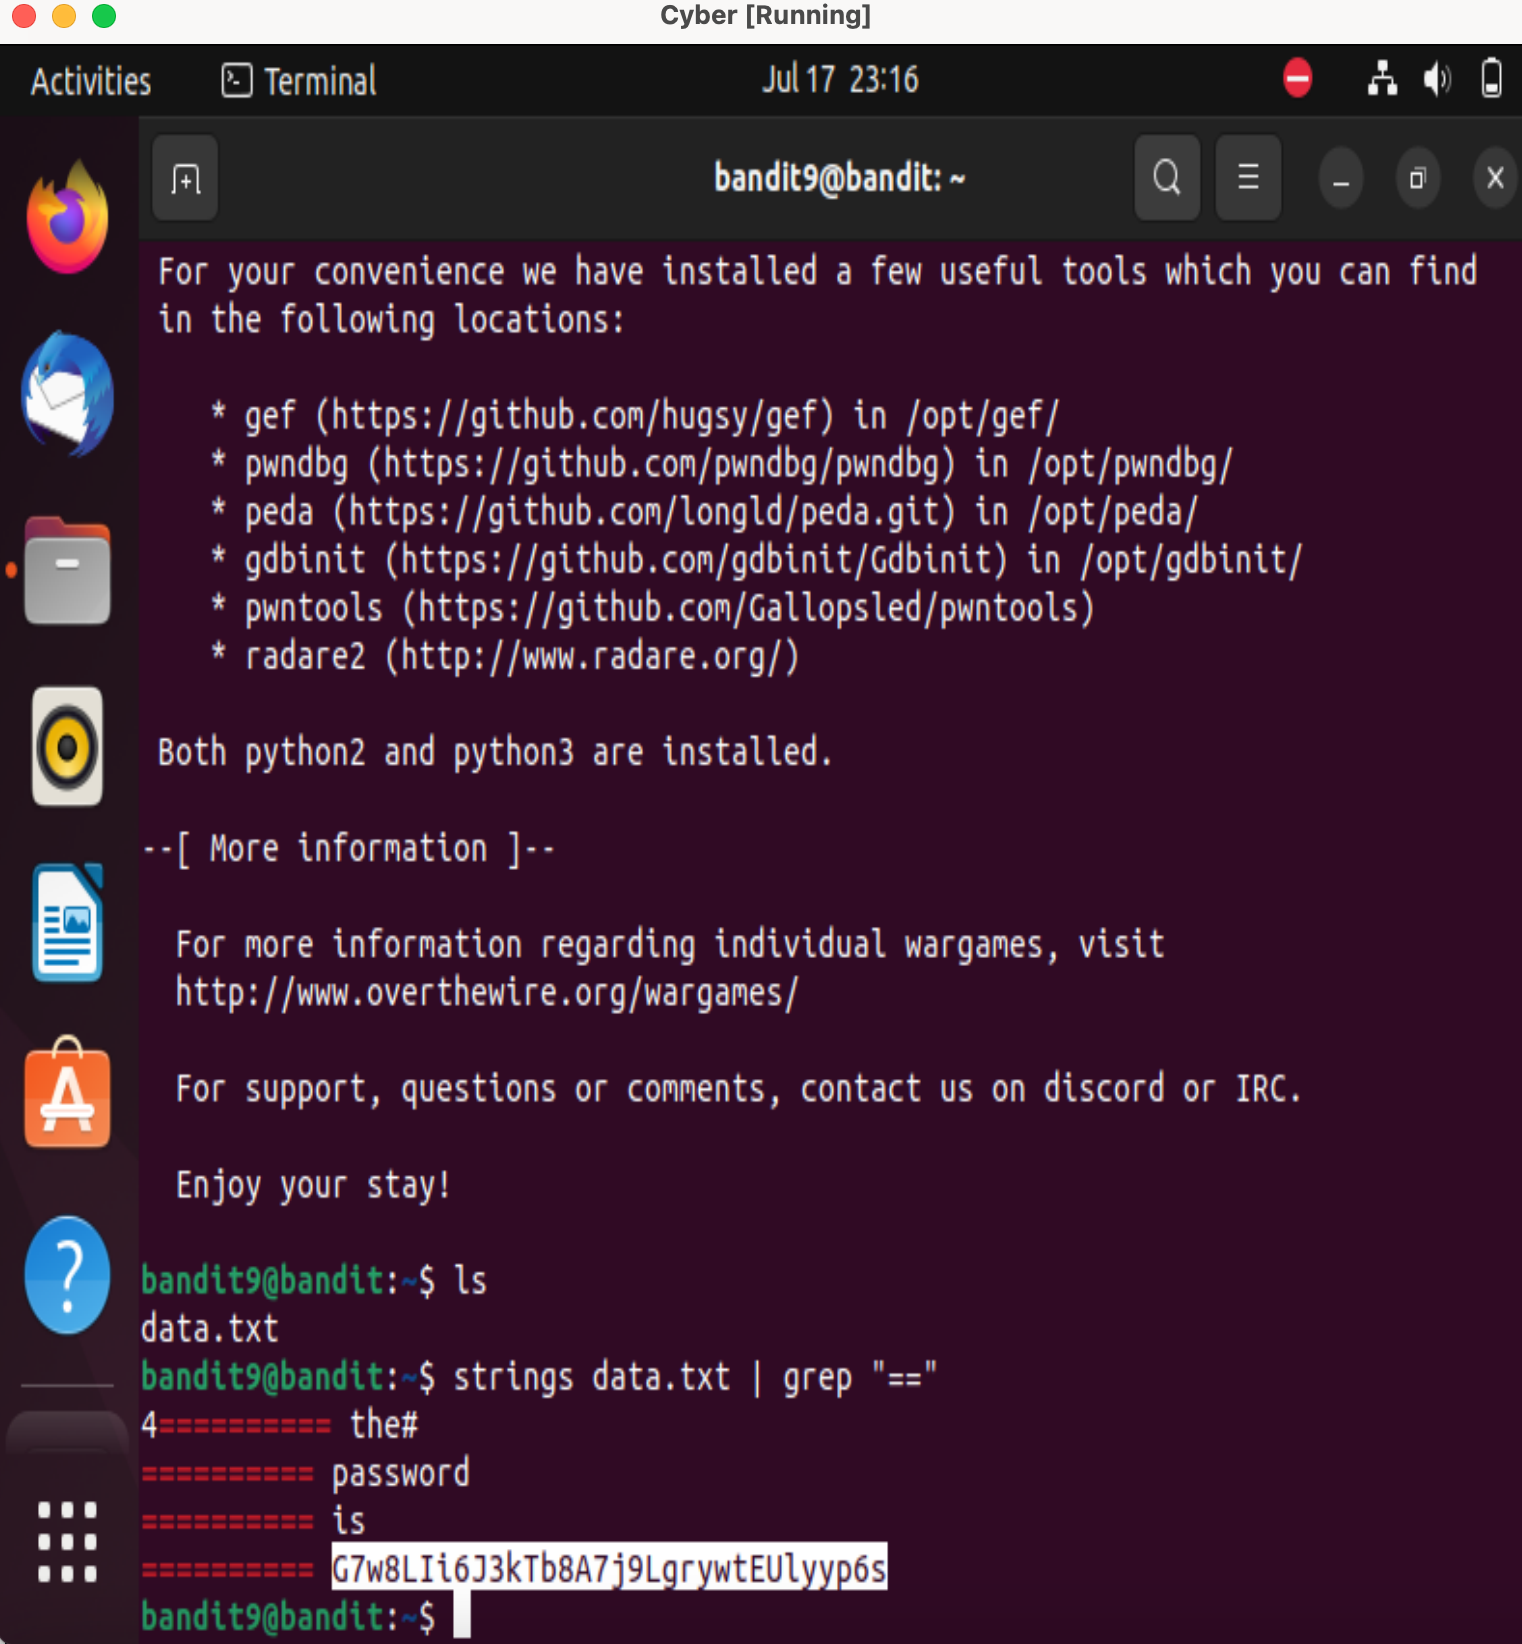 Cyber [Running]
Activities
Terminal
Jul 17 23:16
bandit9@bandit: ~
For your convenience we have installed a few useful tools which you can find
in the following locations:
* gef (https://github.com/hugsy/gef) in /opt/gef/
* pwndbg (https://github.com/pwndbg/pwndbg) in /opt/pwndbg/
* peda (https://github.com/longld/peda.git) in /opt/peda/
* gdbinit (https://github.com/gdbinit/Gdbinit) in /opt/gdbinit/
* pwntools (https://github.com/Gallopsled/pwntools)
* radare2 (http://www.radare.org/)
Both python2 and python3 are installed.
--[ More information ]--
For more information regarding individual wargames, visit
http://www.overthewire.org/wargames/
For support, questions or comments, contact us on discord or IRC.
Enjoy your stay!
bandit9@bandit:~$ ls
data.txt
bandit9@bandit:~$ strings data.txt | grep "=="
4========== the#
========== password
========== is
========== G7w8LIi6J3kTb8A7j9LgrywtEUlyyp6s
bandit9@bandit:~$